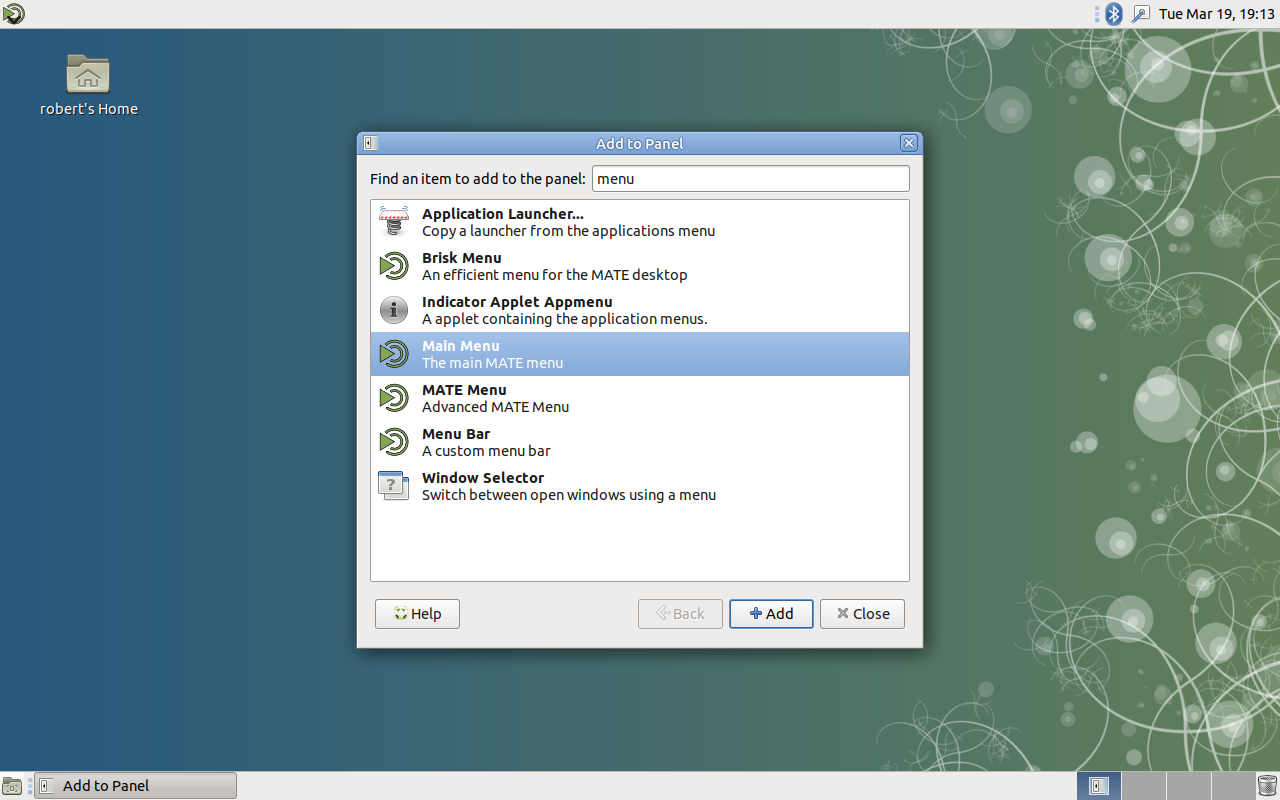 Tue Mar 19, 19:13
robert's Home
Add to Panel
Find an item to add to the panel: menu
Application Launcher...
Copy a launcher from the applications menu
Brisk Menu
An efficient menu for the MATE desktop
Indicator Applet Appmenu
A applet containing the application menus.
Main Menu
The main MATE menu
MATE Menu
Advanced MATE Menu
Menu Bar
A custom menu bar
Window Selector
Switch between open windows using a menu
Help Back Add Close
Add to Panel